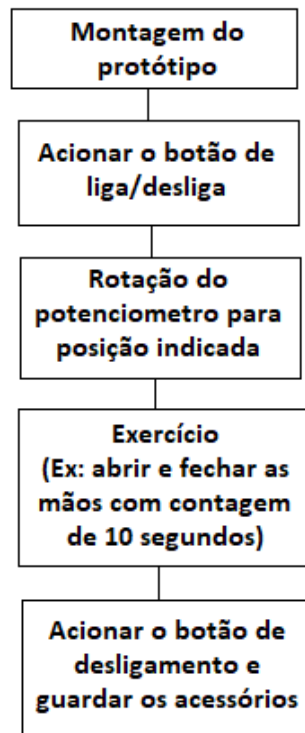 Montagem do
protótipo
Acionar o botão de
liga/desliga
Rotação do
potenciometro para
posição indicada
Exercício
(Ex: abrir e fechar as
mãos com contagem
de 10 segundos)
Acionar o botão de
desligamento e
guardar os acessórios